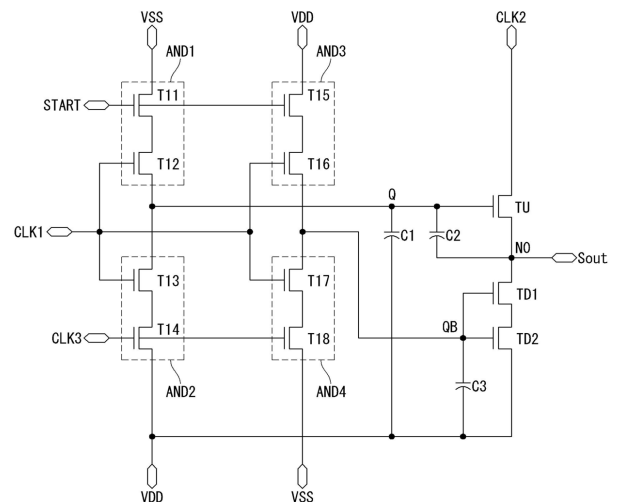 VSS
VDD
CLK2
AND1
AND3
START
T11
T15
T12
T16
Q
TU
CLK1
C1
C2
NO
Sout
T13
T17
TD1
QB
CLK3
T14
T18
TD2
AND2
AND4
C3
VDD
VSS